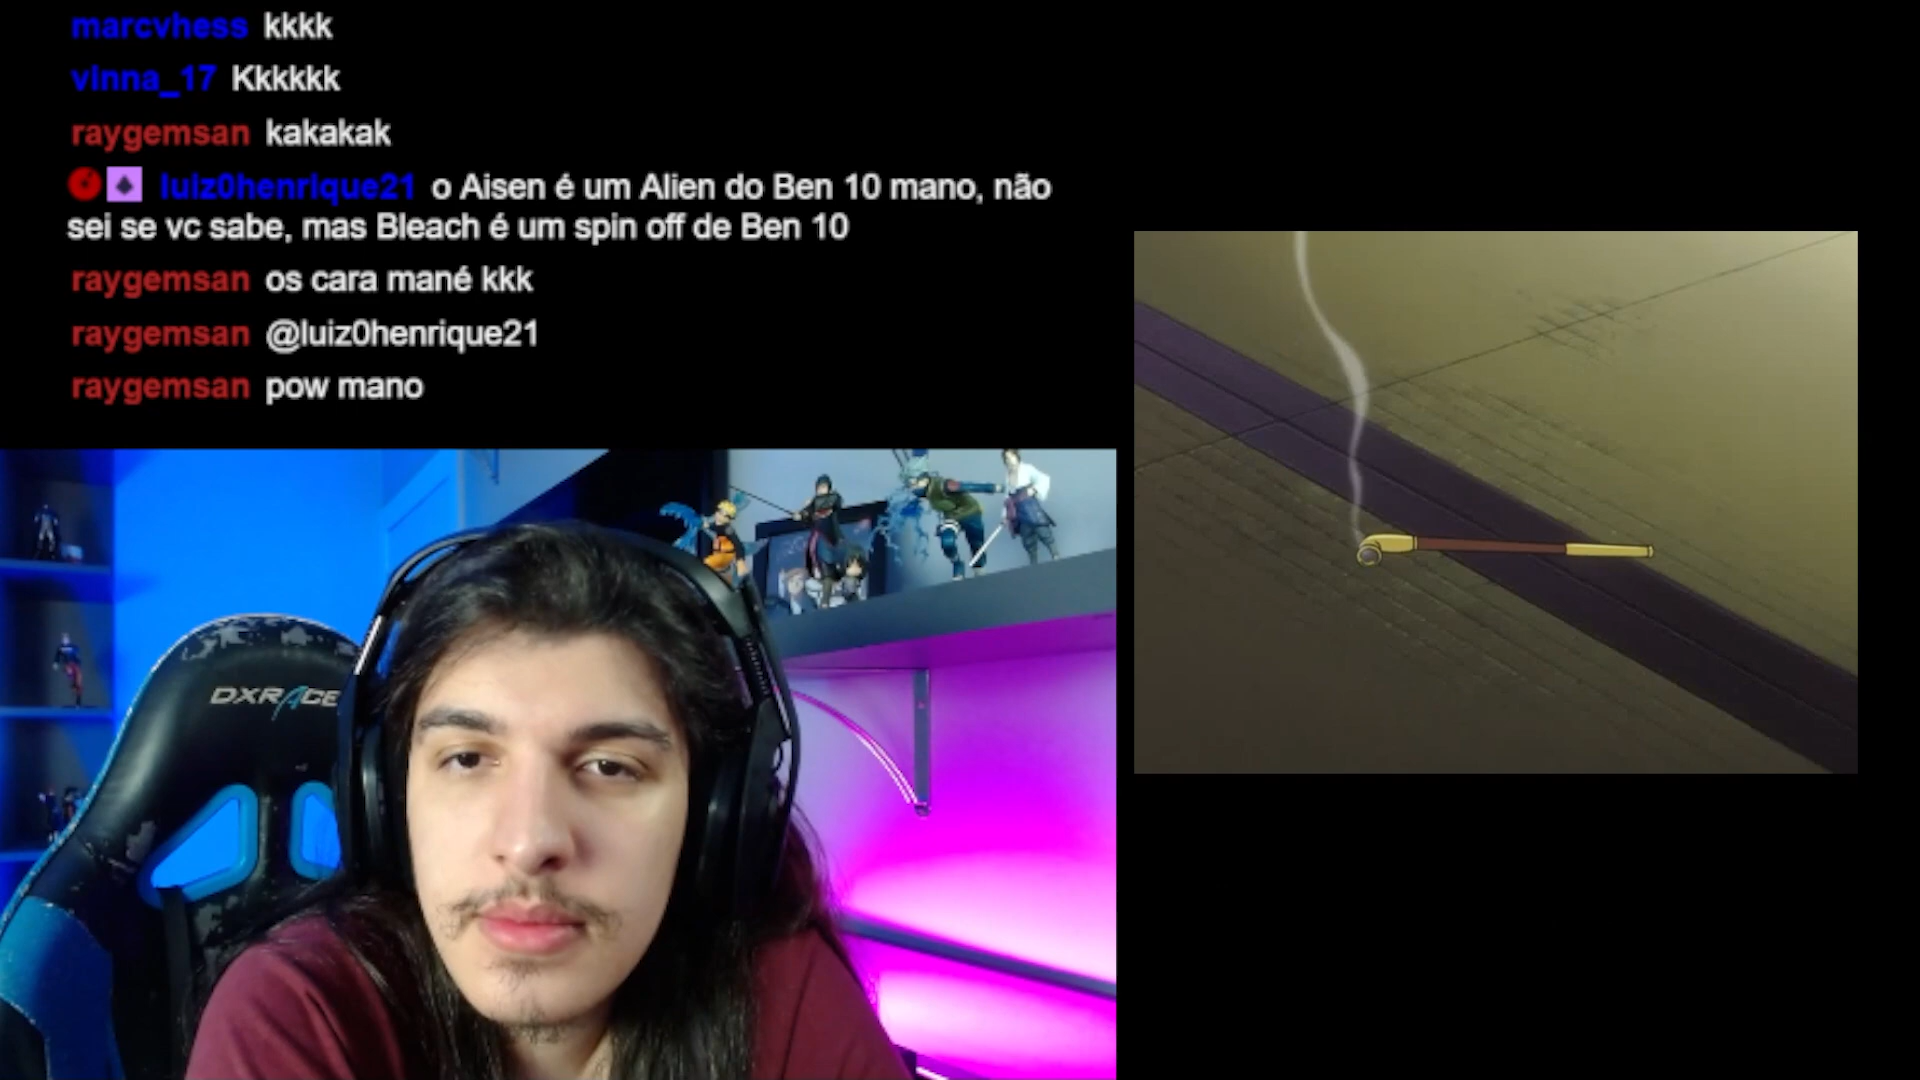 marcvhess kkkk
vinna_17 Kkkkkk
raygemsan kakakak
luiz0henrique21 o Aisen é um Alien do Ben 10 mano, não
sei se vc sabe, mas Bleach é um spin off de Ben 10
raygemsan os cara mané kkk
raygemsan @luiz0henrique21
raygemsan pow mano
DXRACE